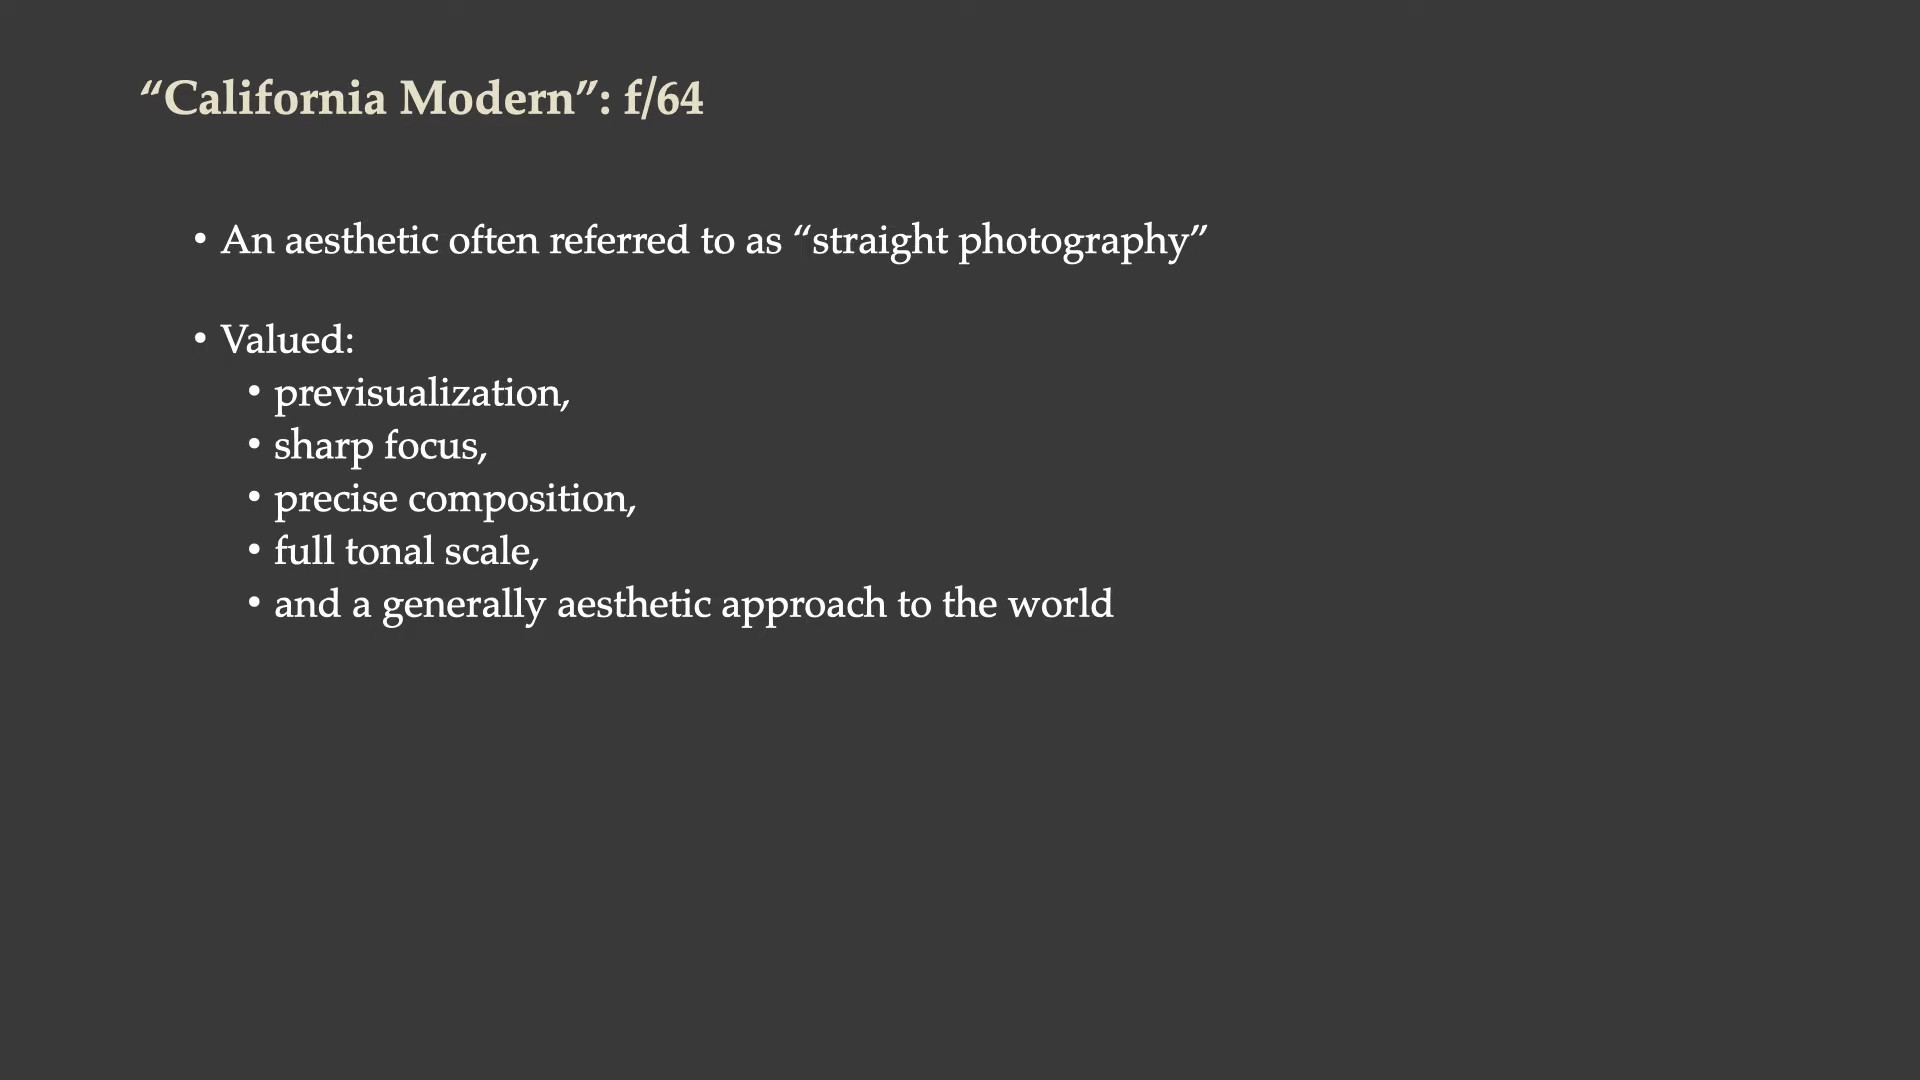 “California Modern”: f/64
• An aesthetic often referred to as “straight photography”
• Valued:
• previsualization,
• sharp focus,
• precise composition,
• full tonal scale,
• and a generally aesthetic approach to the world